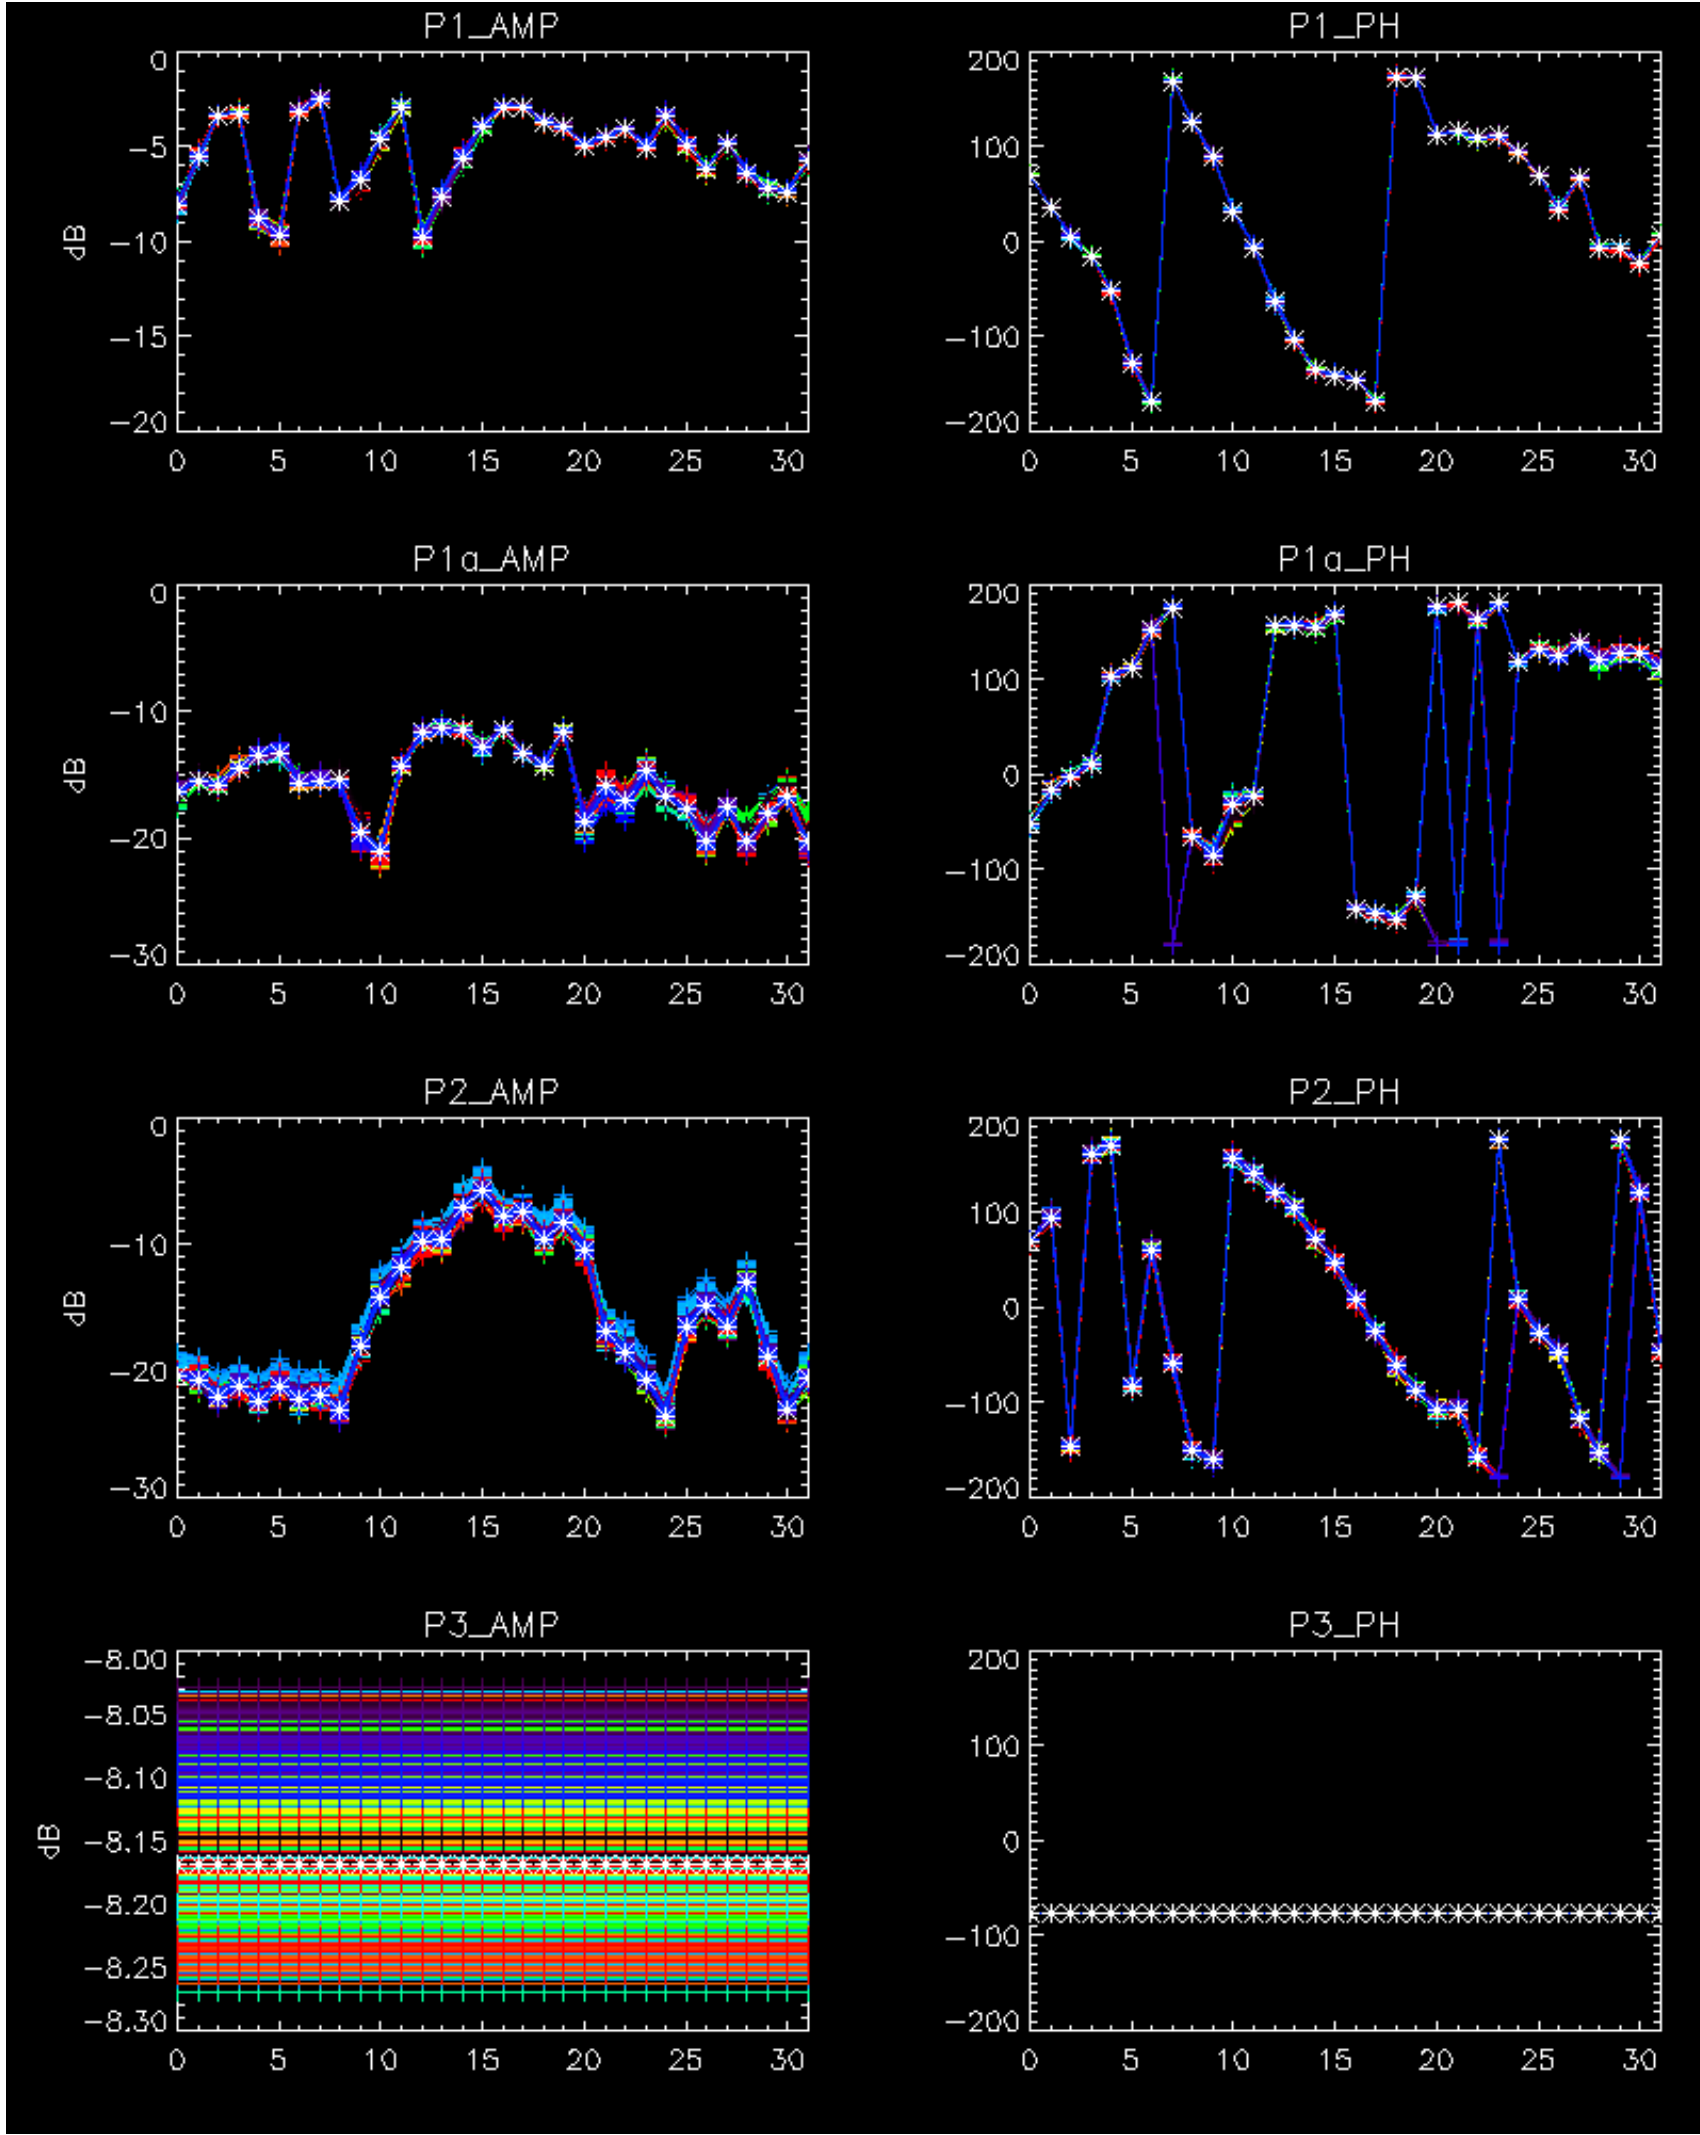 P1_AMP P1_PH
0 200
-5 100
dB
-10 0
-15 -100
-20 -200
0 5 10 15 20 25 30 0 5 10 15 20 25 30
P1a_AMP P1a_PH
0 200
-10 100
dB 0
-20 -100
-30 -200
0 5 10 15 20 25 30 0 5 10 15 20 25 30
P2_AMP P2_PH
0 200
-10 100
dB 0
-20 -100
-30 -200
0 5 10 15 20 25 30 0 5 10 15 20 25 30
P3_AMP P3_PH
-8.00 200
-8.05
-8.10 100
dB
-8.15 0
-8.20
-8.25 -100
-8.30 -200
0 5 10 15 20 25 30 0 5 10 15 20 25 30